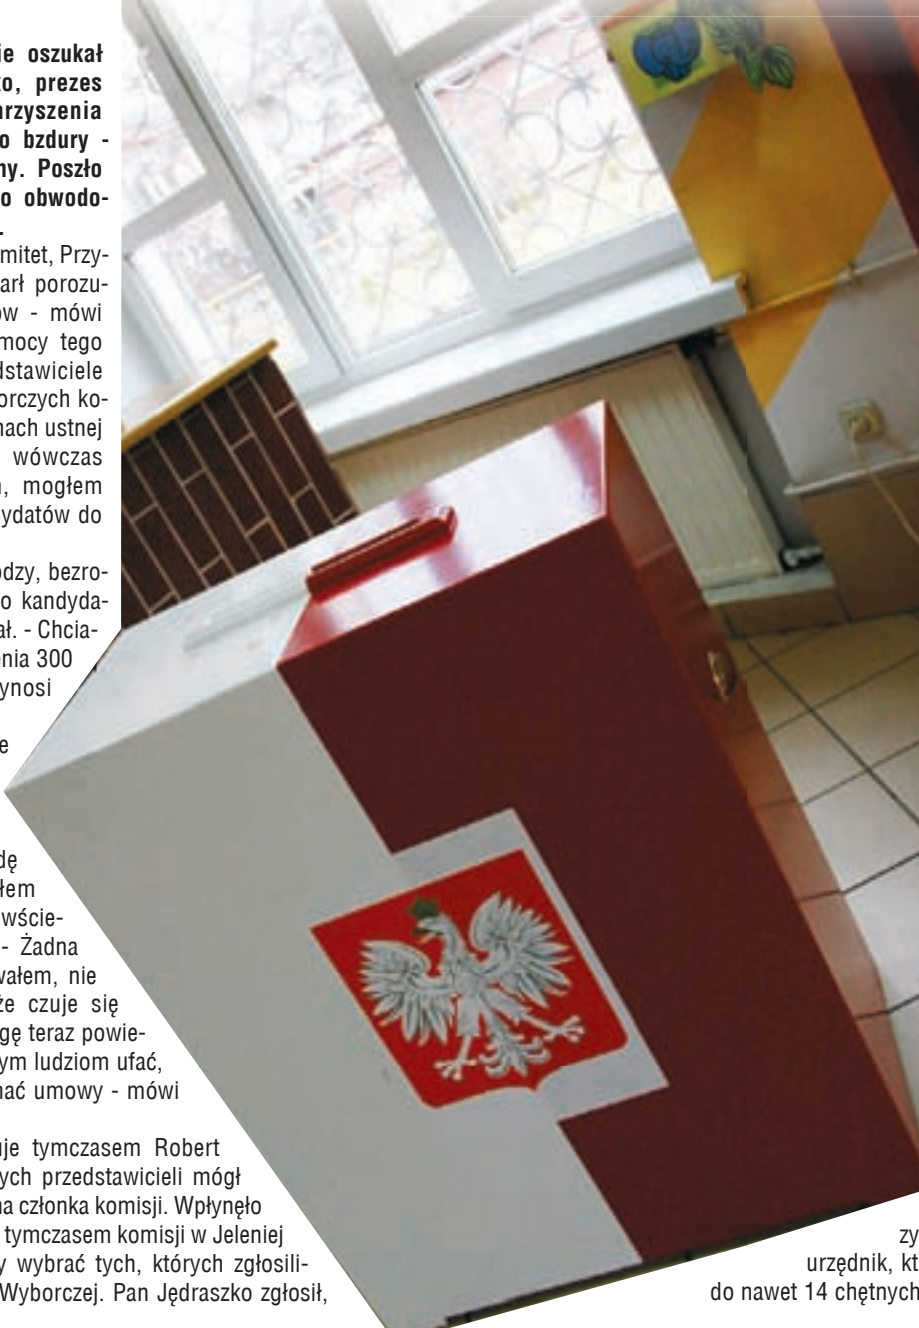 ie oszukał
o, prezes
arzyszenia
o bzdury -
ny. Poszło
o obwodo-
.
mitet, Przy-
arł porozu-
ów - mówi
mocy tego
dstawiciele
orczych ko-
nach ustnej
wówczas
, mogłem
ydatów do
odzy, bezro-
o kandyda-
ał. - Chcia-
enia 300
ynosi
e
dę
łem
wście-
- Żadna
wałem, nie
że czuje się
gę teraz powie-
ym ludziom ufać,
nać umowy - mówi
uje tymczasem Robert
ych przedstawicieli mógł
na członka komisji. Wpłynęło
tymczasem komisji w Jeleniej
y wybrać tych, których zgłosili-
Wyborczej. Pan Jędraszko zgłosił,
zy
urzędnik, kt
do nawet 14 chętnych